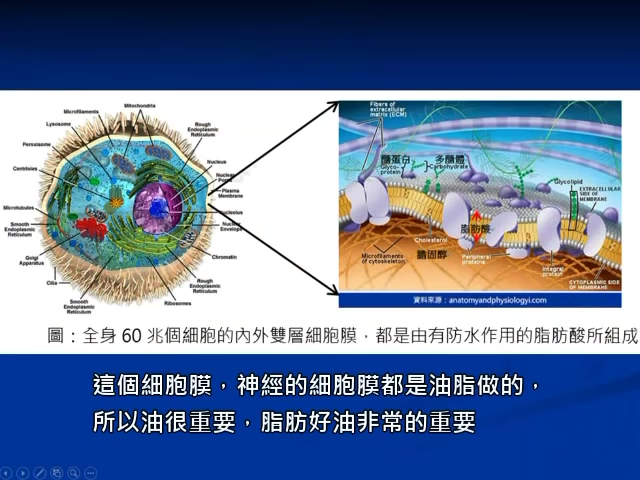 Mitochondria
Microfilaments
Lysosome
Rough
Endoplasmic
Reticulum
Peroxisome
Nucleus
Centrioles
Nuclear
Pore
Plasma
Membrane
Microtubules
Nucleolus
Smooth
Endoplasmic
Reticulum
Nuclear
Envelope
Golgi
Apparatus
Chromatin
Cilia
Rough
Endoplasmic
Reticulum
Smooth
Endoplasmic
Reticulum
Ribosomes
Fibers of
extracellular
matrix (ECM)
醣蛋白
Glyco-
protein
多醣體
Carbohydrate
Glycolipid
EXTRACELLULAR
SIDE OF
MEMBRANE
脂肪酸
Cholesterol
膽固醇
Microfilaments
of cytoskeleton
Peripheral
proteins
Integral
protein
CYTOPLASMIC SIDE
OF MEMBRANE
資料來源：anatomyandphysiologyi.com
圖：全身 60 兆個細胞的內外雙層細胞膜，都是由有防水作用的脂肪酸所組成
這個細胞膜，神經的細胞膜都是油脂做的，
所以油很重要，脂肪好油非常的重要